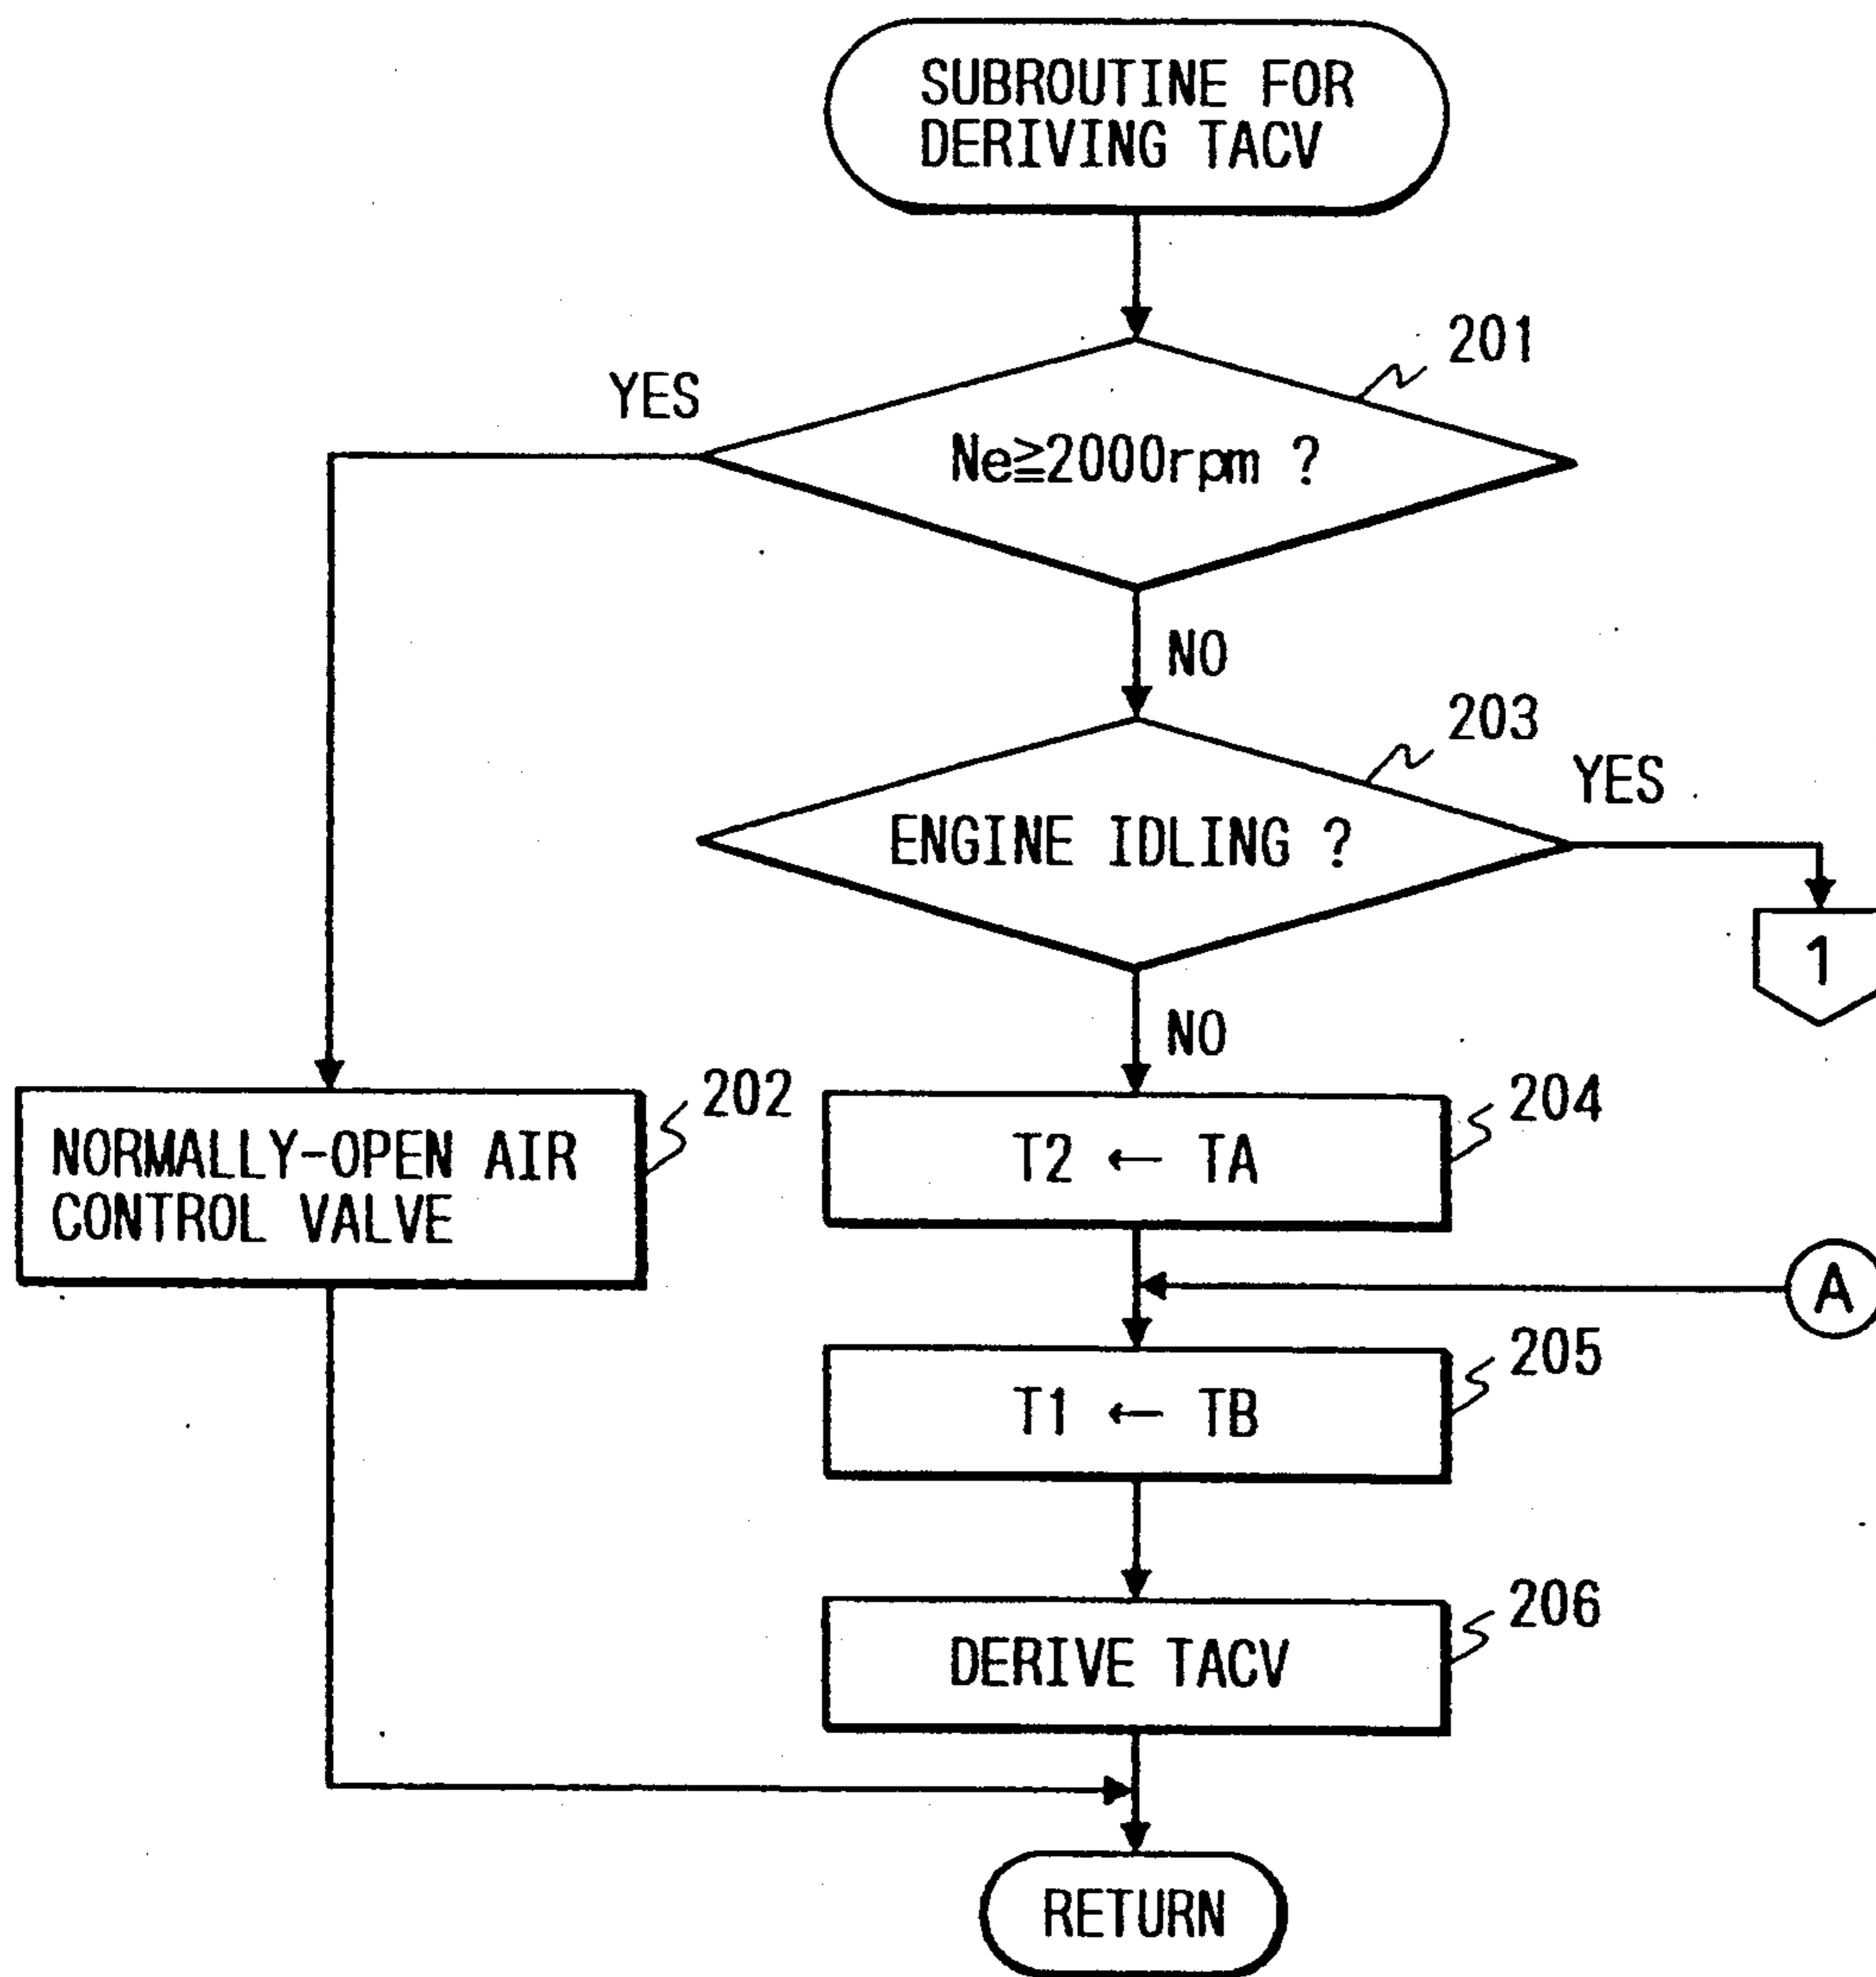 SUBROUTINE FOR
DERIVING TACV
201
YES
Ne≧2000rpm ?
NO
203
YES
ENGINE IDLING ?
1
NO
202
204
NORMALLY-OPEN AIR
CONTROL VALVE
T2 ← TA
A
205
T1 ← TB
206
DERIVE TACV
RETURN